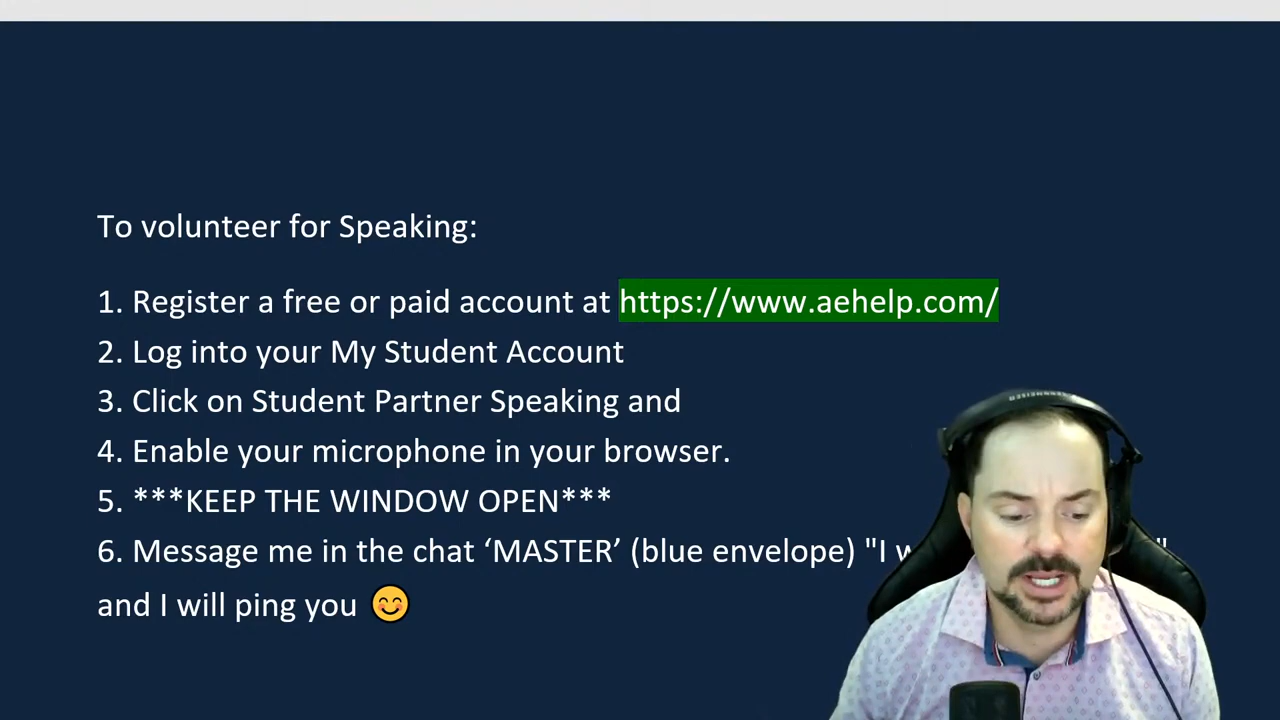 To volunteer for Speaking:
1. Register a free or paid account at https://www.aehelp.com/
2. Log into your My Student Account
3. Click on Student Partner Speaking and
4. Enable your microphone in your browser.
5. ***KEEP THE WINDOW OPEN***
6. Message me in the chat ‘MASTER’ (blue envelope) "I "
and I will ping you 😊
SENNHEISER